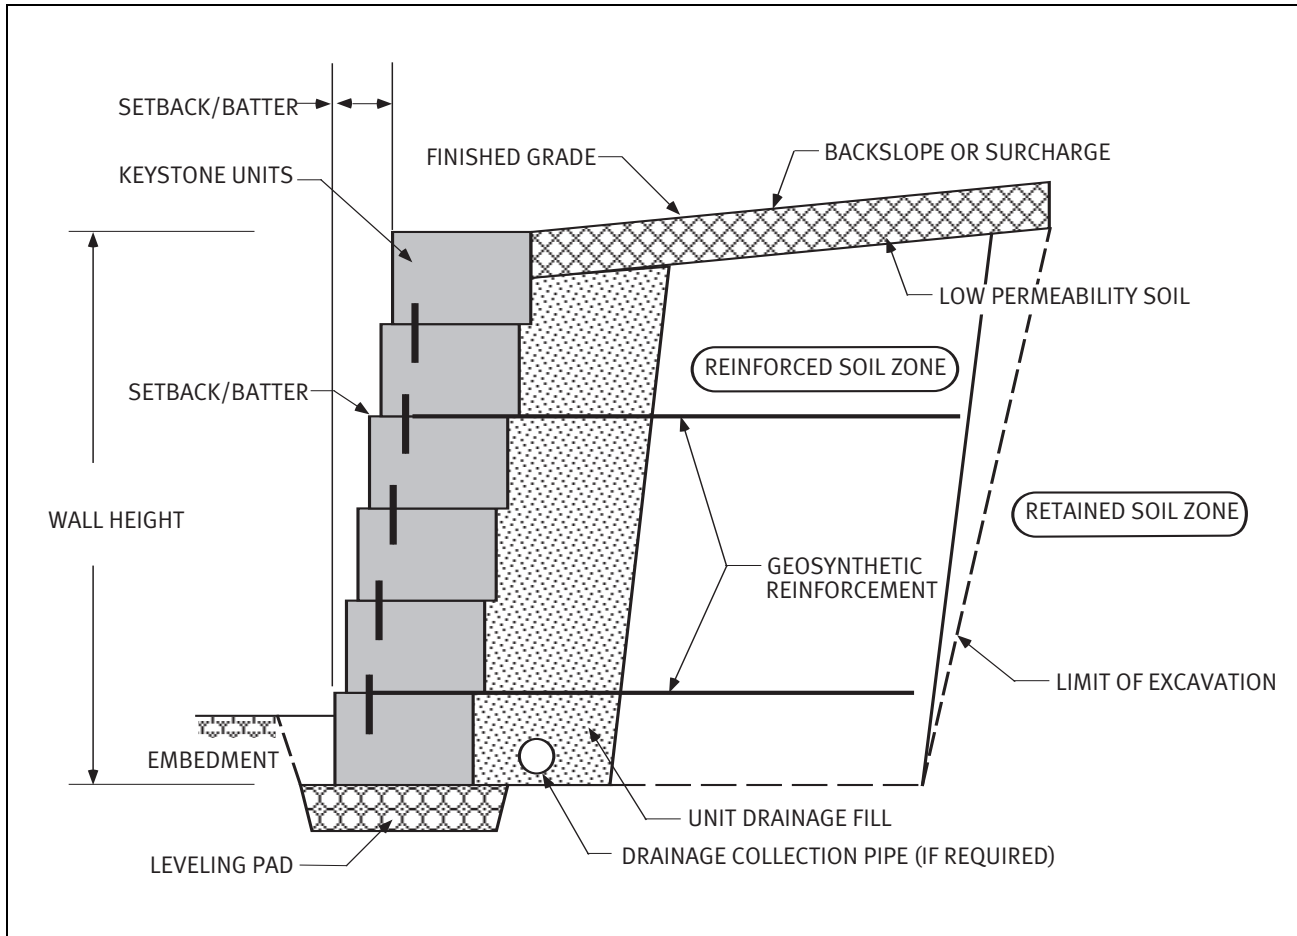 SETBACK/BATTER
FINISHED GRADE
BACKSLOPE OR SURCHARGE
KEYSTONE UNITS
LOW PERMEABILITY SOIL
REINFORCED SOIL ZONE
SETBACK/BATTER
RETAINED SOIL ZONE
WALL HEIGHT
GEOSYNTHETIC
REINFORCEMENT
LIMIT OF EXCAVATION
EMBEDMENT
UNIT DRAINAGE FILL
DRAINAGE COLLECTION PIPE (IF REQUIRED)
LEVELING PAD